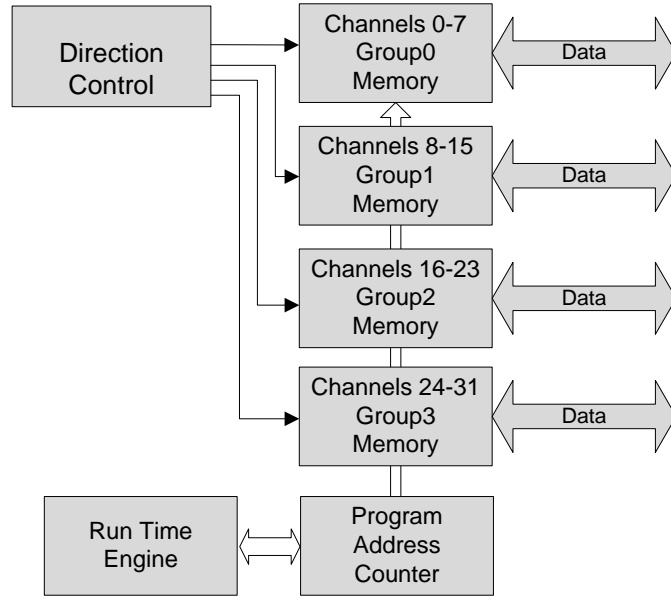 Direction
Control
Channels 0-7
Group0
Memory
Data
Channels 8-15
Group1
Memory
Data
Channels 16-23
Group2
Memory
Data
Channels 24-31
Group3
Memory
Data
Run Time
Engine
Program
Address
Counter